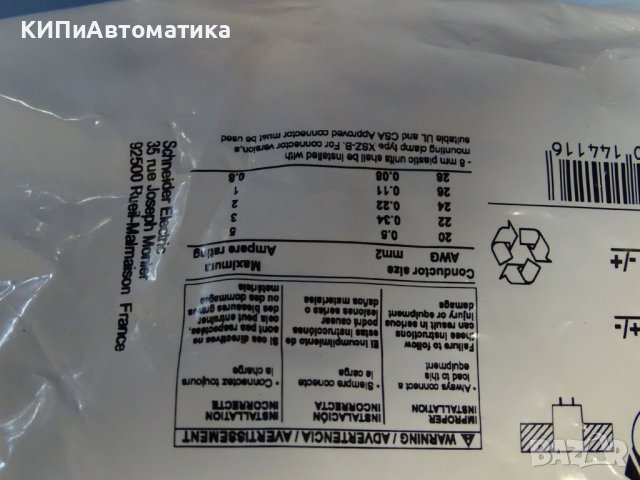 КИПиАвтоматика
⚠ WARNING / ADVERTENCIA / AVERTISSEMENT
IMPROPER
INSTALLATION
• Always connect a
load to this
equipment
Failure to follow
these instructions
can result in serious
injury or equipment
damage
INSTALACIÓN
INCORRECTA
• Siempre conecte
la carga
El incumplimiento de
estas instrucciones
podrá causar
lesiones serias o
daños materiales
INSTALLATION
INCORRECTE
• Connectez toujours
la charge
Si ces directives ne
sont pas respectées,
cela peut entraîner
des blessures graves
ou des dommages
matériels
Conductor size Maximum
AWG mm2 Ampere rating
20 0.5 5
22 0.34 3
24 0.22 2
26 0.11 1
28 0.08 0.8
- 8 mm plastic units shall be installed with
mounting clamp type XSZ-B. For connector version, a
suitable UL and CSA Approved connector must be used
Schneider Electric
35 rue Joseph Monier
92500 Rueil-Malmaison France
0 144116
-/+
+/-
BAZAR